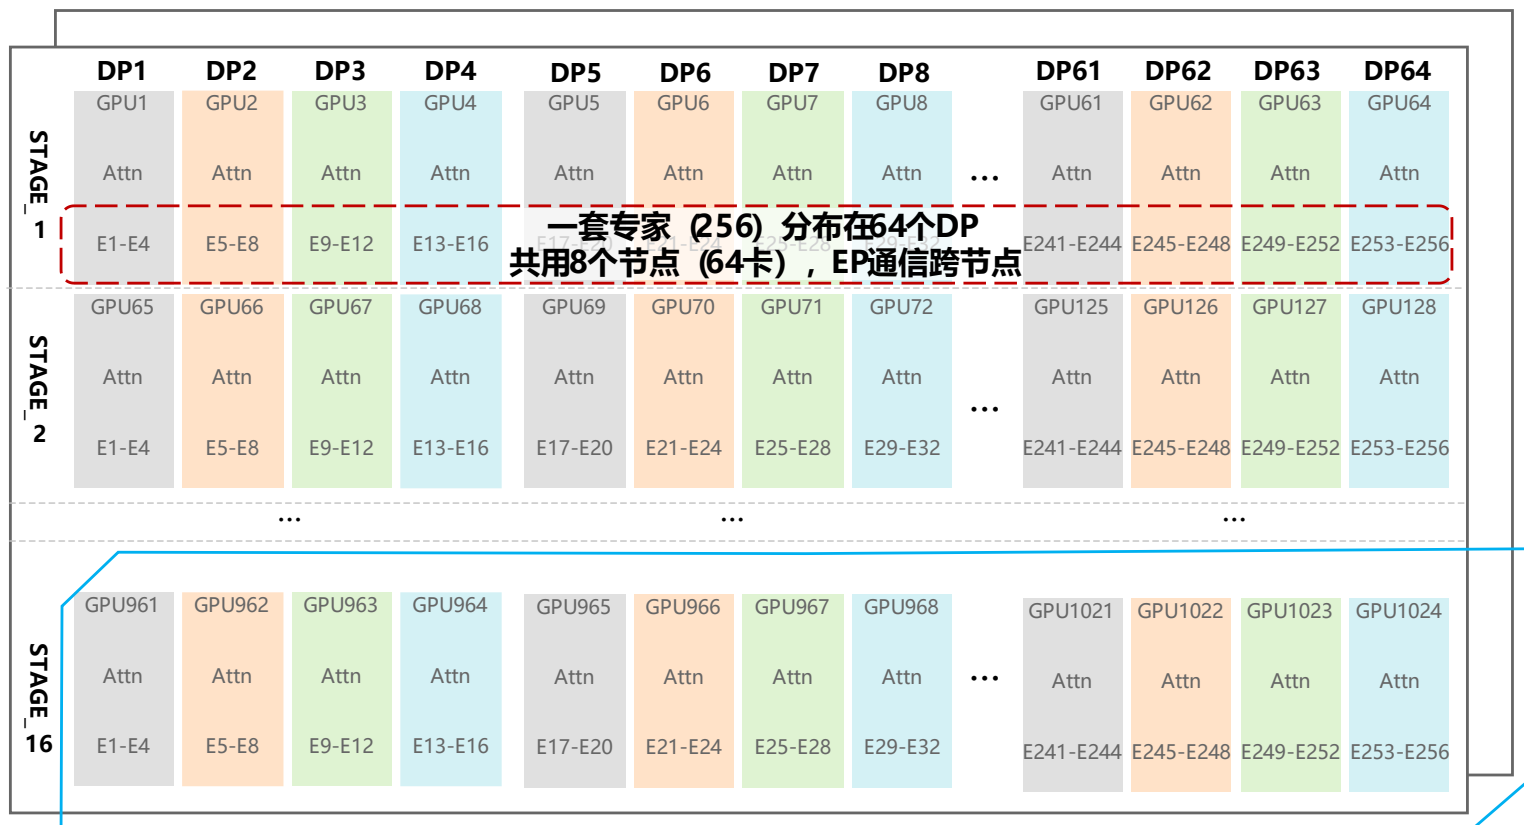 DP1 DP2 DP3 DP4 DP5 DP6 DP7 DP8 DP61 DP62 DP63 DP64
STAGE_1
GPU1 GPU2 GPU3 GPU4 GPU5 GPU6 GPU7 GPU8 GPU61 GPU62 GPU63 GPU64
Attn Attn Attn Attn Attn Attn Attn Attn ... Attn Attn Attn Attn
一套专家（256）分布在64个DP
共用8个节点（64卡），EP通信跨节点
E1-E4 E5-E8 E9-E12 E13-E16 E17-E20 E21-E24 E25-E28 E29-E32 E241-E244 E245-E248 E249-E252 E253-E256
STAGE_2
GPU65 GPU66 GPU67 GPU68 GPU69 GPU70 GPU71 GPU72 GPU125 GPU126 GPU127 GPU128
Attn Attn Attn Attn Attn Attn Attn Attn ... Attn Attn Attn Attn
E1-E4 E5-E8 E9-E12 E13-E16 E17-E20 E21-E24 E25-E28 E29-E32 E241-E244 E245-E248 E249-E252 E253-E256
... ... ...
STAGE_16
GPU961 GPU962 GPU963 GPU964 GPU965 GPU966 GPU967 GPU968 GPU1021 GPU1022 GPU1023 GPU1024
Attn Attn Attn Attn Attn Attn Attn Attn ... Attn Attn Attn Attn
E1-E4 E5-E8 E9-E12 E13-E16 E17-E20 E21-E24 E25-E28 E29-E32 E241-E244 E245-E248 E249-E252 E253-E256